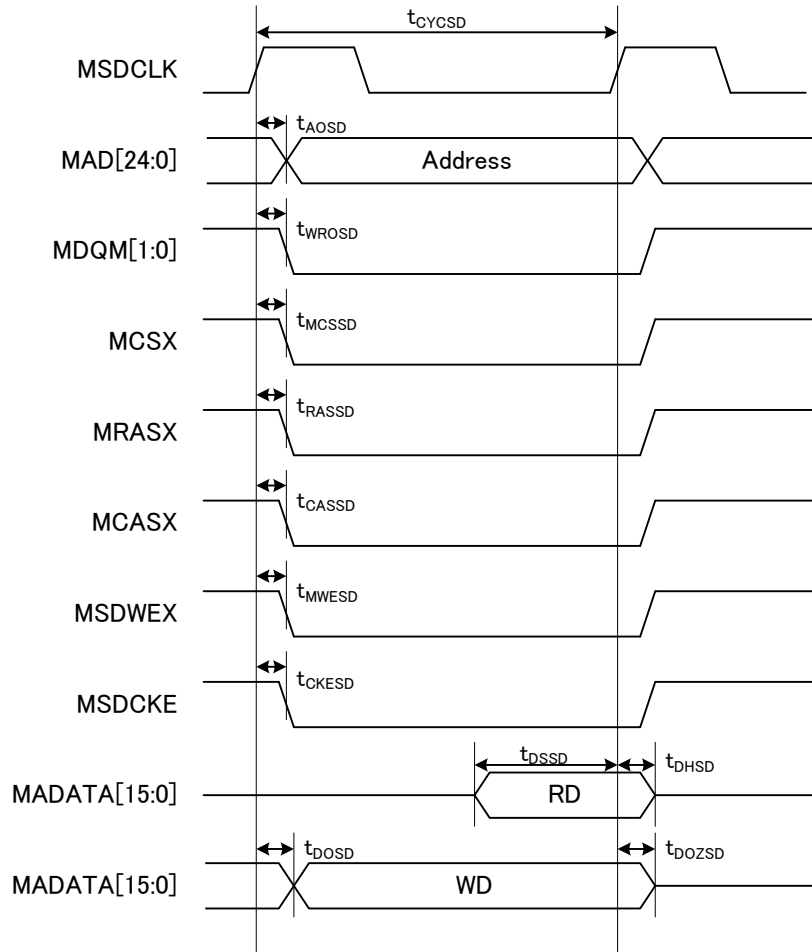 tCYCSD
MSDCLK
tAOSD
MAD[24:0]
Address
tWROSD
MDQM[1:0]
tMCSSD
MCSX
tRASSD
MRASX
tCASSD
MCASX
tMWESD
MSDWEX
tCKESD
MSDCKE
tDSSD
tDHSD
MADATA[15:0]
RD
tDOSD
tDOZSD
MADATA[15:0]
WD